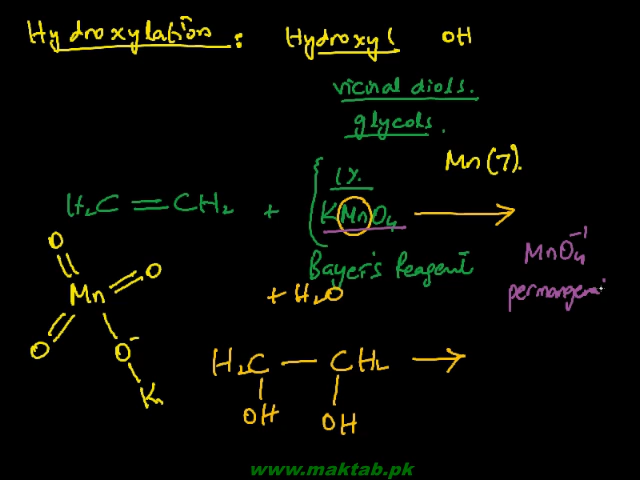 Hydroxylation : Hydroxyl OH
vicinal diols.
glycols.
Mn(7).
1%.
H₂C = CH₂ + KMnO₄ →
Bayer's Reagent
+ H₂O
MnO₄⁻¹
O
O
Mn
O
O⁻
H₂C — CH₂ →
OH OH
www.maktab.pk